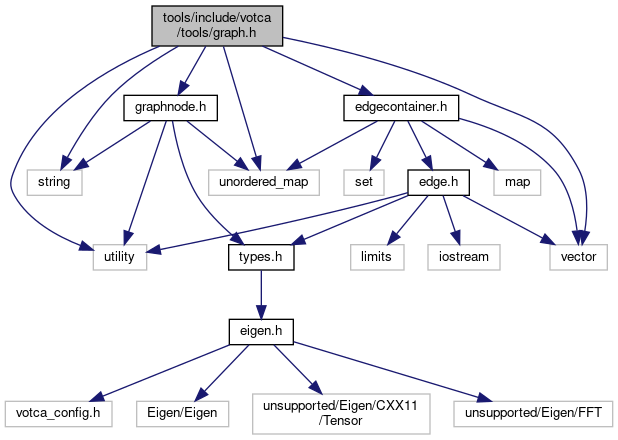 tools/include/votca
/tools/graph.h
graphnode.h
edgecontainer.h
string
unordered_map
set
edge.h
map
utility
types.h
limits
iostream
vector
eigen.h
votca_config.h
Eigen/Eigen
unsupported/Eigen/CXX11
/Tensor
unsupported/Eigen/FFT